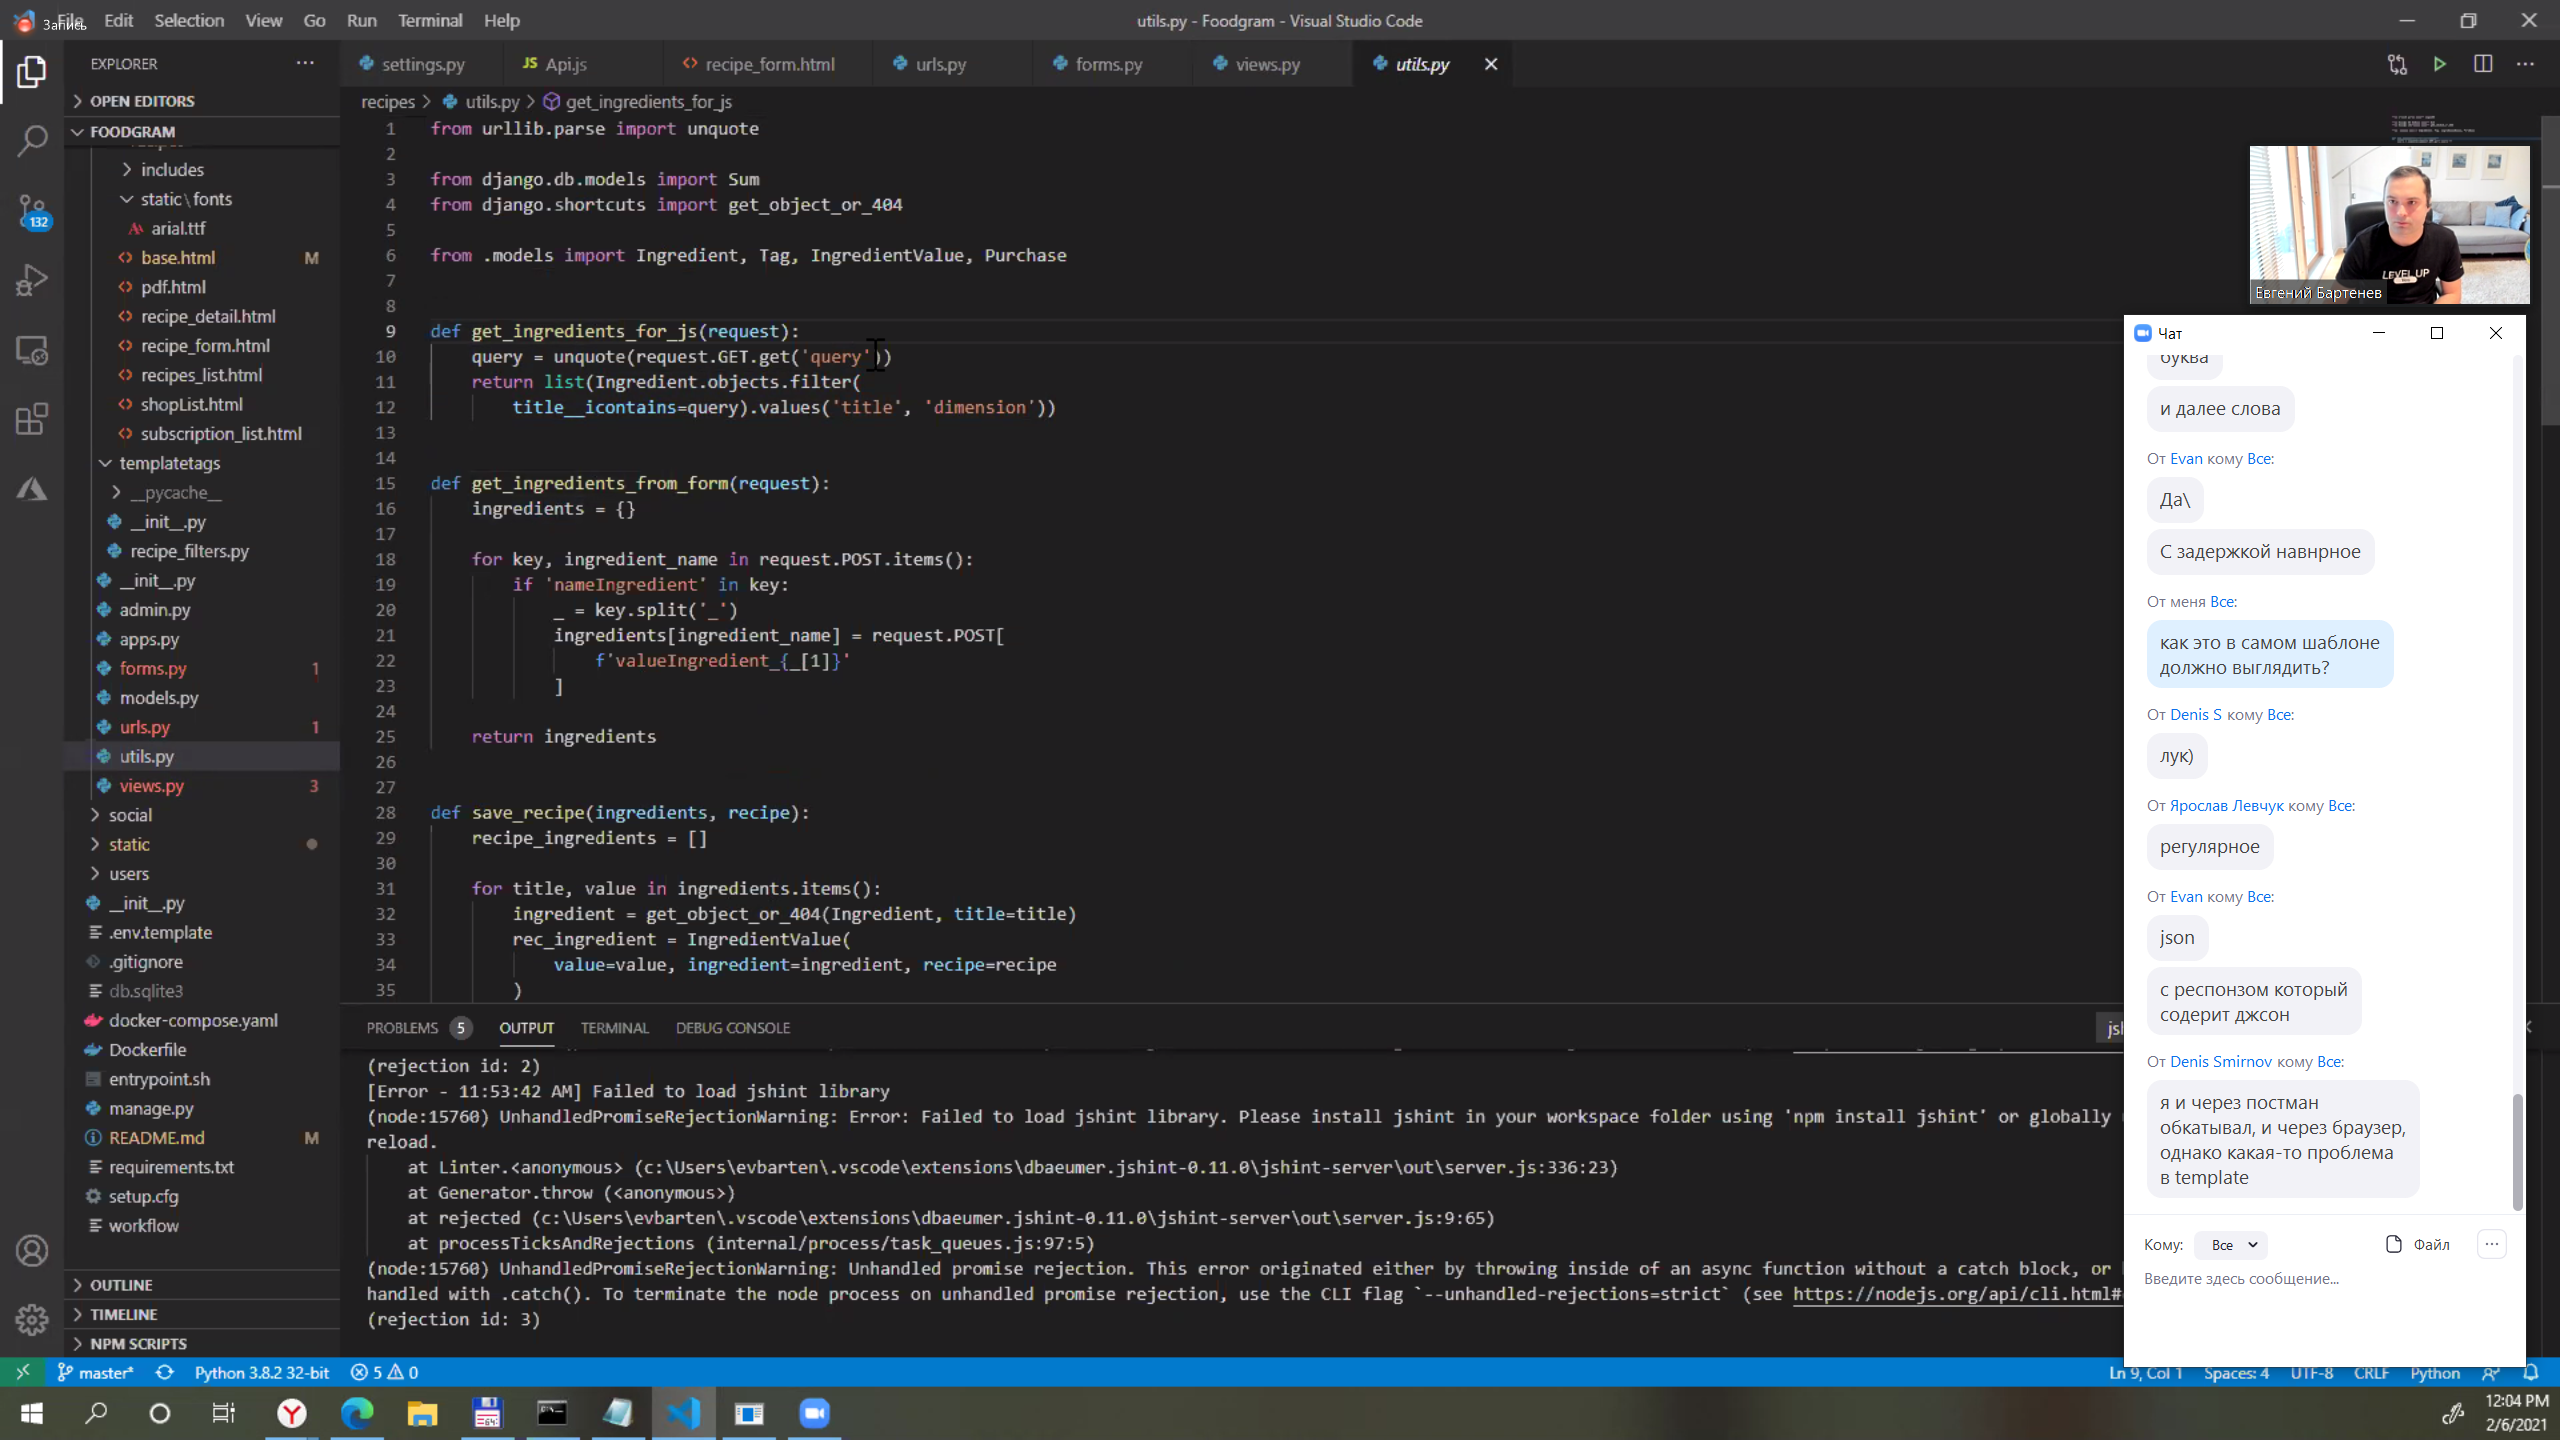 Запись
File Edit Selection View Go Run Terminal Help
utils.py - Foodgram - Visual Studio Code
EXPLORER
OPEN EDITORS
FOODGRAM
includes
static\fonts
arial.ttf
base.html M
pdf.html
recipe_detail.html
recipe_form.html
recipes_list.html
shopList.html
subscription_list.html
templatetags
__pycache__
__init__.py
recipe_filters.py
__init__.py
admin.py
apps.py
forms.py 1
models.py
urls.py 1
utils.py
views.py 3
social
static
users
__init__.py
.env.template
.gitignore
db.sqlite3
docker-compose.yaml
Dockerfile
entrypoint.sh
manage.py
README.md M
requirements.txt
setup.cfg
workflow
OUTLINE
TIMELINE
NPM SCRIPTS
132
settings.py JS Api.js recipe_form.html urls.py forms.py views.py utils.py
recipes > utils.py > get_ingredients_for_js
1 from urllib.parse import unquote
2
3 from django.db.models import Sum
4 from django.shortcuts import get_object_or_404
5
6 from .models import Ingredient, Tag, IngredientValue, Purchase
7
8
9 def get_ingredients_for_js(request):
10 query = unquote(request.GET.get('query'))
11 return list(Ingredient.objects.filter(
12 title__icontains=query).values('title', 'dimension'))
13
14
15 def get_ingredients_from_form(request):
16 ingredients = {}
17
18 for key, ingredient_name in request.POST.items():
19 if 'nameIngredient' in key:
20 _ = key.split('_')
21 ingredients[ingredient_name] = request.POST[
22 f'valueIngredient_{_[1]}'
23 ]
24
25 return ingredients
26
27
28 def save_recipe(ingredients, recipe):
29 recipe_ingredients = []
30
31 for title, value in ingredients.items():
32 ingredient = get_object_or_404(Ingredient, title=title)
33 rec_ingredient = IngredientValue(
34 value=value, ingredient=ingredient, recipe=recipe
35 )
PROBLEMS 5 OUTPUT TERMINAL DEBUG CONSOLE
(rejection id: 2)
[Error - 11:53:42 AM] Failed to load jshint library
(node:15760) UnhandledPromiseRejectionWarning: Error: Failed to load jshint library. Please install jshint in your workspace folder using 'npm install jshint' or globally
reload.
at Linter.<anonymous> (c:\Users\evbarten\.vscode\extensions\dbaeumer.jshint-0.11.0\jshint-server\out\server.js:336:23)
at Generator.throw (<anonymous>)
at rejected (c:\Users\evbarten\.vscode\extensions\dbaeumer.jshint-0.11.0\jshint-server\out\server.js:9:65)
at processTicksAndRejections (internal/process/task_queues.js:97:5)
(node:15760) UnhandledPromiseRejectionWarning: Unhandled promise rejection. This error originated either by throwing inside of an async function without a catch block, or
handled with .catch(). To terminate the node process on unhandled promise rejection, use the CLI flag `--unhandled-rejections=strict` (see https://nodejs.org/api/cli.html#
(rejection id: 3)
LEVEL UP
Евгений Бартенев
Чат
буква
и далее слова
От Evan кому Все:
Да\
С задержкой навнрное
От меня Все:
как это в самом шаблоне
должно выглядить?
От Denis S кому Все:
лук)
От Ярослав Левчук кому Все:
регулярное
От Evan кому Все:
json
с респонзом который
содерит джсон
От Denis Smirnov кому Все:
я и через постман
обкатывал, и через браузер,
однако какая-то проблема
в template
Кому: Все Файл ...
Введите здесь сообщение...
master* Python 3.8.2 32-bit 5 0
Ln 9, Col 1 Spaces: 4 UTF-8 CRLF Python
12:04 PM
2/6/2021